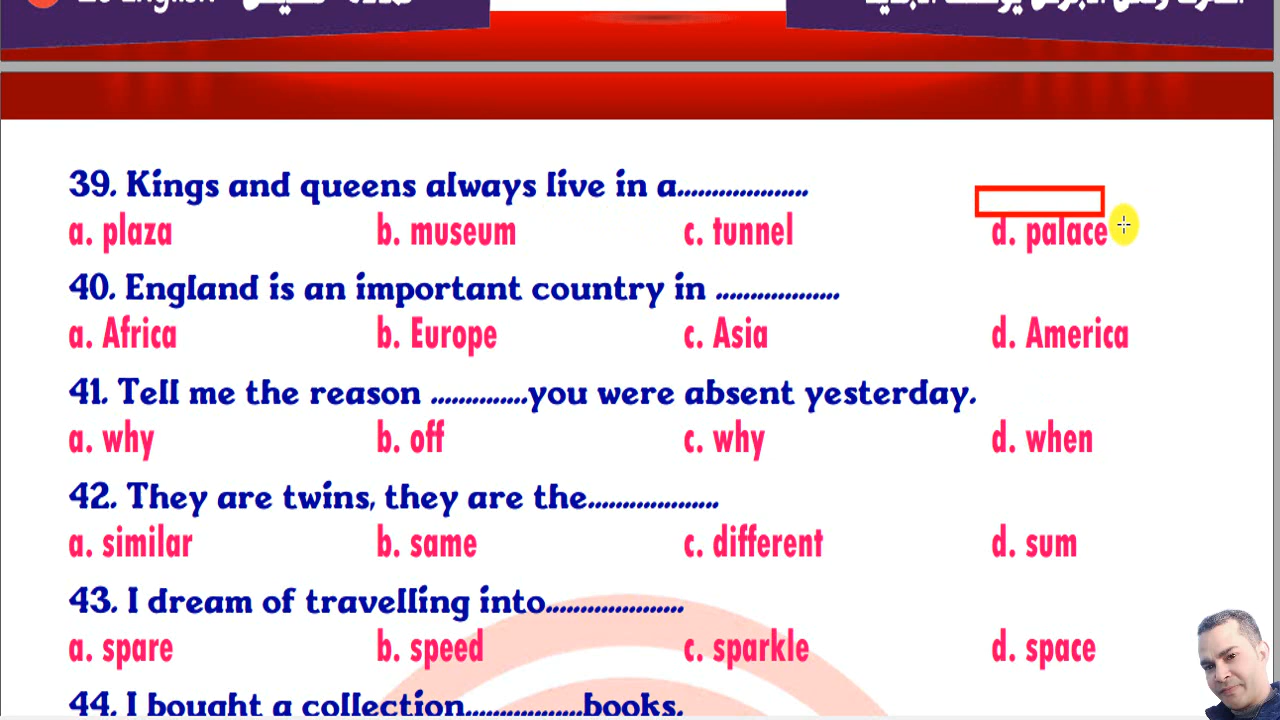 English
39. Kings and queens always live in a...................
a. plaza b. museum c. tunnel d. palace
40. England is an important country in ..................
a. Africa b. Europe c. Asia d. America
41. Tell me the reason ..............you were absent yesterday.
a. why b. off c. why d. when
42. They are twins, they are the...................
a. similar b. same c. different d. sum
43. I dream of travelling into....................
a. spare b. speed c. sparkle d. space
44. I bought a collection.................books.